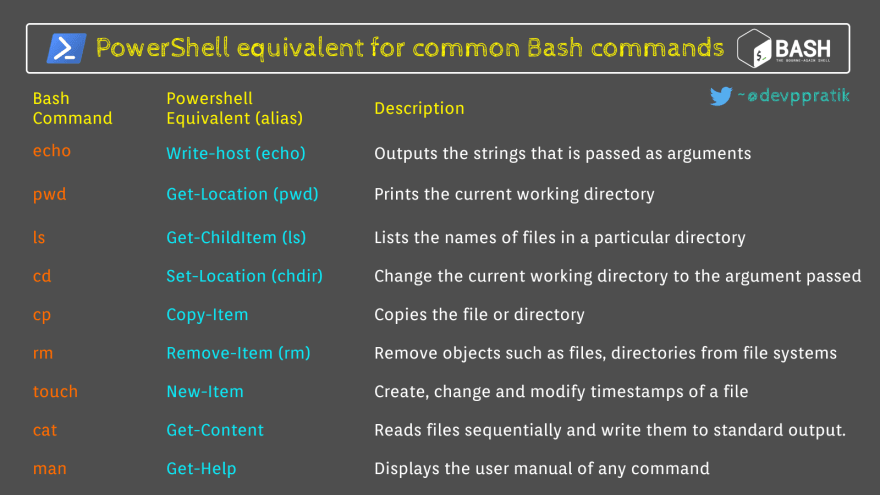 PowerShell equivalent for common Bash commands
BASH
THE BOURNE-AGAIN SHELL
~@devppratik
Bash Command
Powershell Equivalent (alias)
Description
echo Write-host (echo) Outputs the strings that is passed as arguments
pwd Get-Location (pwd) Prints the current working directory
ls Get-ChildItem (ls) Lists the names of files in a particular directory
cd Set-Location (chdir) Change the current working directory to the argument passed
cp Copy-Item Copies the file or directory
rm Remove-Item (rm) Remove objects such as files, directories from file systems
touch New-Item Create, change and modify timestamps of a file
cat Get-Content Reads files sequentially and write them to standard output.
man Get-Help Displays the user manual of any command